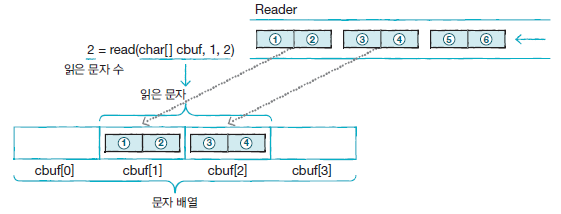 Reader
① ② ③ ④ ⑤ ⑥
2 = read(char[] cbuf, 1, 2)
읽은 문자 수
읽은 문자
① ② ③ ④
cbuf[0] cbuf[1] cbuf[2] cbuf[3]
문자 배열